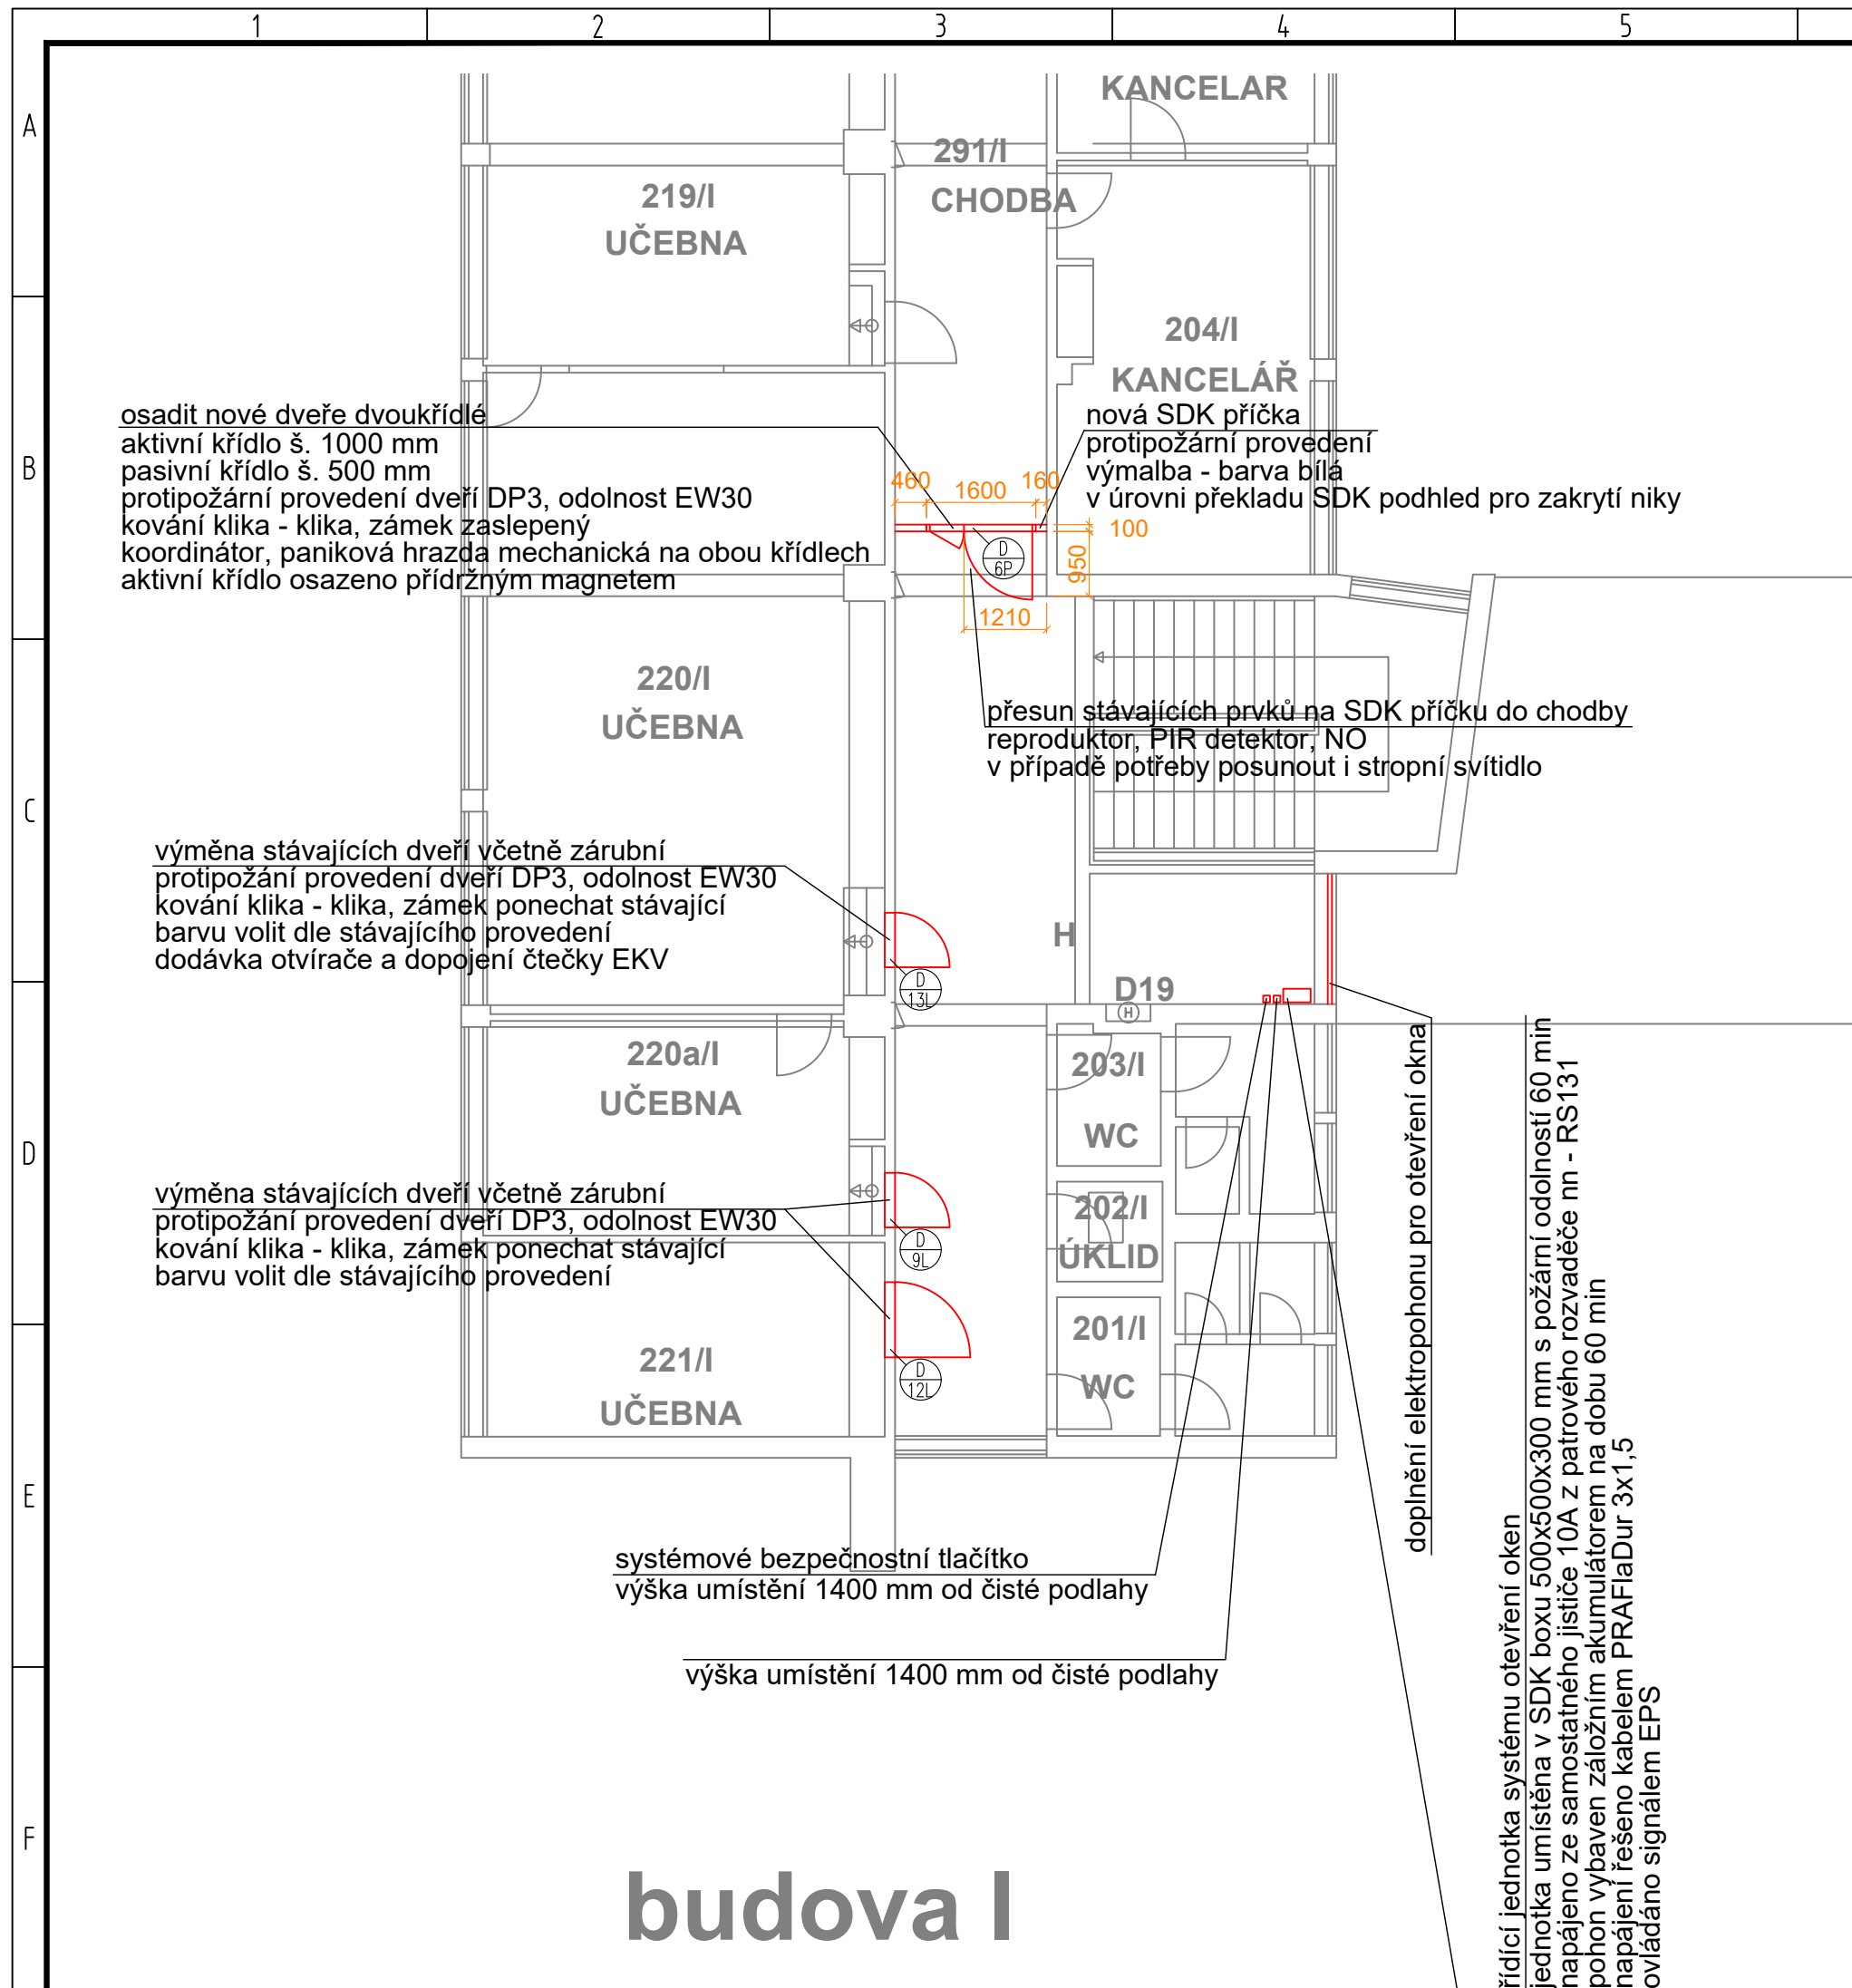 1
2
3
4
5
A
B
C
D
E
F
KANCELAR
291/I
CHODBA
219/I
UČEBNA
204/I
KANCELÁŘ
osadit nové dveře dvoukřídlé
aktivní křídlo š. 1000 mm
pasivní křídlo š. 500 mm
protipožární provedení dveří DP3, odolnost EW30
kování klika - klika, zámek zaslepený
koordinátor, paniková hrazda mechanická na obou křídlech
aktivní křídlo osazeno přídržným magnetem
nová SDK příčka
protipožární provedení
výmalba - barva bílá
v úrovni překladu SDK podhled pro zakrytí niky
460
1600
160
100
950
1210
D
6P
220/I
UČEBNA
přesun stávajících prvků na SDK příčku do chodby
reproduktor, PIR detektor, NO
v případě potřeby posunout i stropní svítidlo
výměna stávajících dveří včetně zárubní
protipožání provedení dveří DP3, odolnost EW30
kování klika - klika, zámek ponechat stávající
barvu volit dle stávajícího provedení
dodávka otvírače a dopojení čtečky EKV
D
13L
H
D19
H
220a/I
UČEBNA
203/I
WC
výměna stávajících dveří včetně zárubní
protipožání provedení dveří DP3, odolnost EW30
kování klika - klika, zámek ponechat stávající
barvu volit dle stávajícího provedení
D
9L
202/I
ÚKLID
D
12L
221/I
UČEBNA
201/I
WC
doplnění elektropohonu pro otevření okna
systémové bezpečnostní tlačítko
výška umístění 1400 mm od čisté podlahy
výška umístění 1400 mm od čisté podlahy
řídící jednotka systému otevření oken
jednotka umístěna v SDK boxu 500x500x300 mm s požární odolností 60 min
napájeno ze samostatného jističe 10A z patrového rozvaděče nn - RS131
pohon vybaven záložním akumulátorem na dobu 60 min
napájení řešeno kabelem PRAFlaDur 3x1,5
ovládáno signálem EPS
budova I